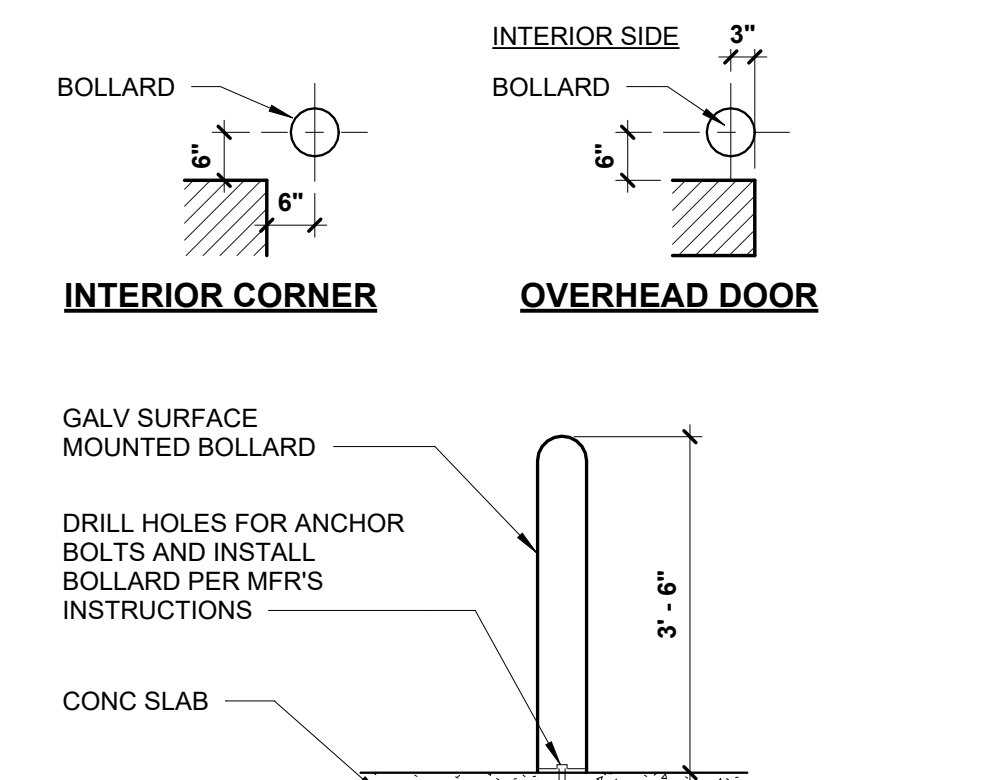 INTERIOR SIDE
3"
BOLLARD
BOLLARD
6"
6"
6"
INTERIOR CORNER
OVERHEAD DOOR
GALV SURFACE
MOUNTED BOLLARD
DRILL HOLES FOR ANCHOR
BOLTS AND INSTALL
BOLLARD PER MFR'S
INSTRUCTIONS
3' - 6"
CONC SLAB